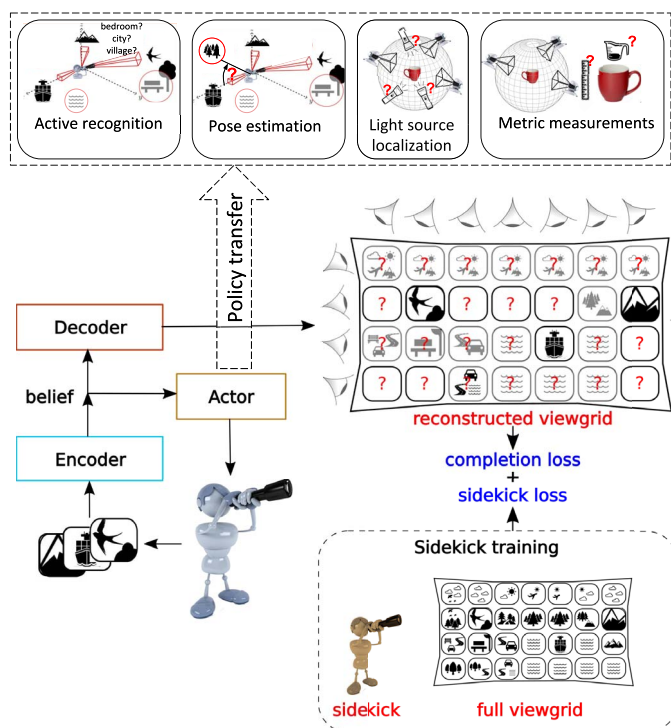 bedroom?
city?
village?
Active recognition
?
Pose estimation
?
?
?
?
Light source
localization
?
?
Metric measurements
Policy transfer
? ? ? ? ? ? ?
? ? ? ? ?
? ? ? ? ? ?
? ? ? ? ? ? ?
Decoder
belief
Actor
Encoder
reconstructed viewgrid
completion loss
+
sidekick loss
Sidekick training
sidekick
full viewgrid